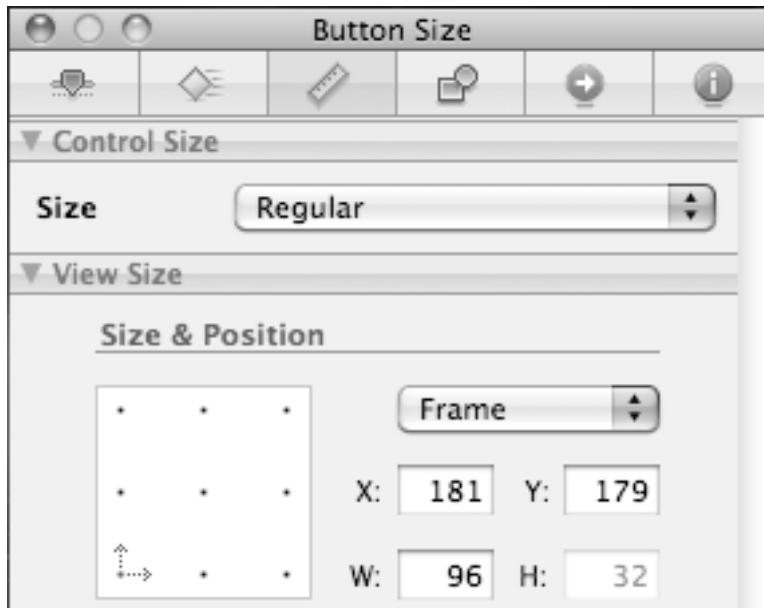 Button Size
Control Size
Size Regular
View Size
Size & Position
Frame
X: 181 Y: 179
W: 96 H: 32